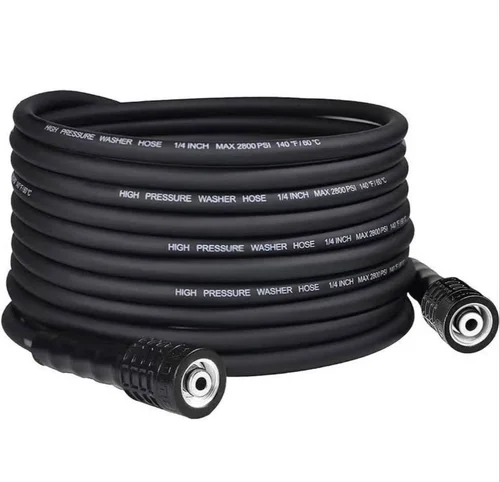 HIGH PRESSURE WASHER HOSE 1/4 INCH MAX 2800 PSI 140 °F/60 °C
HIGH PRESSURE WASHER HOSE 1/4 INCH MAX 2800 PSI 140 °F/60 °C
HIGH PRESSURE WASHER HOSE 1/4 INCH MAX 2800 PSI 140 °F/60
HIGH PRESSURE WASHER HOSE 1/4 INCH MAX 2800 PSI 140 °F